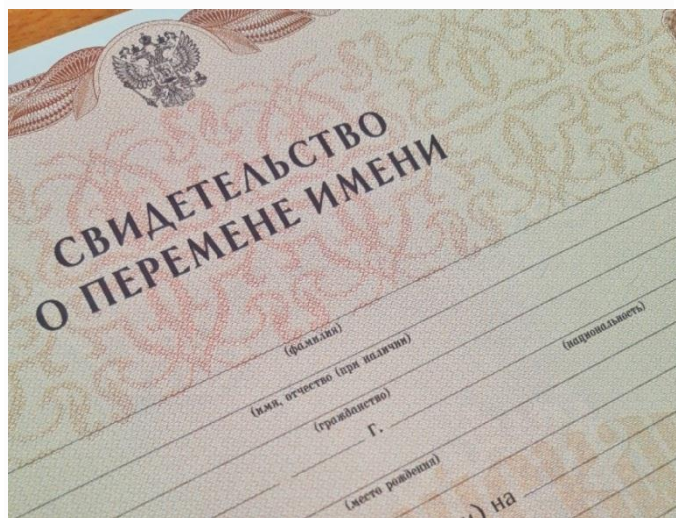 СВИДЕТЕЛЬСТВО
О ПЕРЕМЕНЕ ИМЕНИ
(фамилия)
(имя, отчество (при наличии)
(гражданство)
(национальность)
г.
(место рождения)
) на